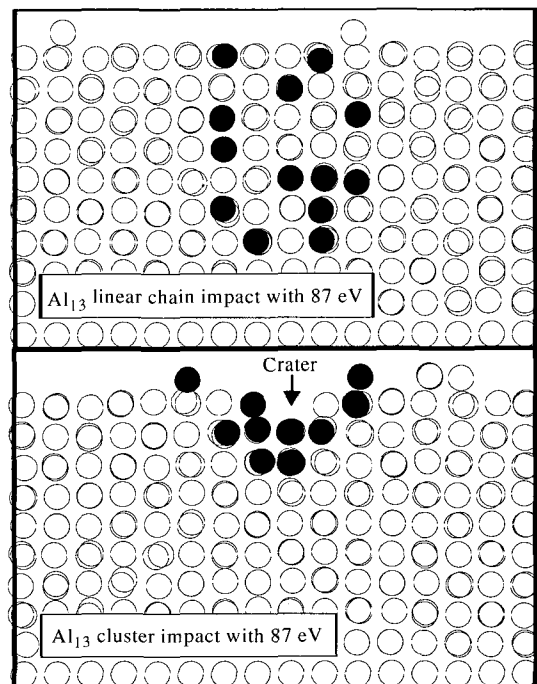 Al₁₃ linear chain impact with 87 eV
Crater
Al₁₃ cluster impact with 87 eV